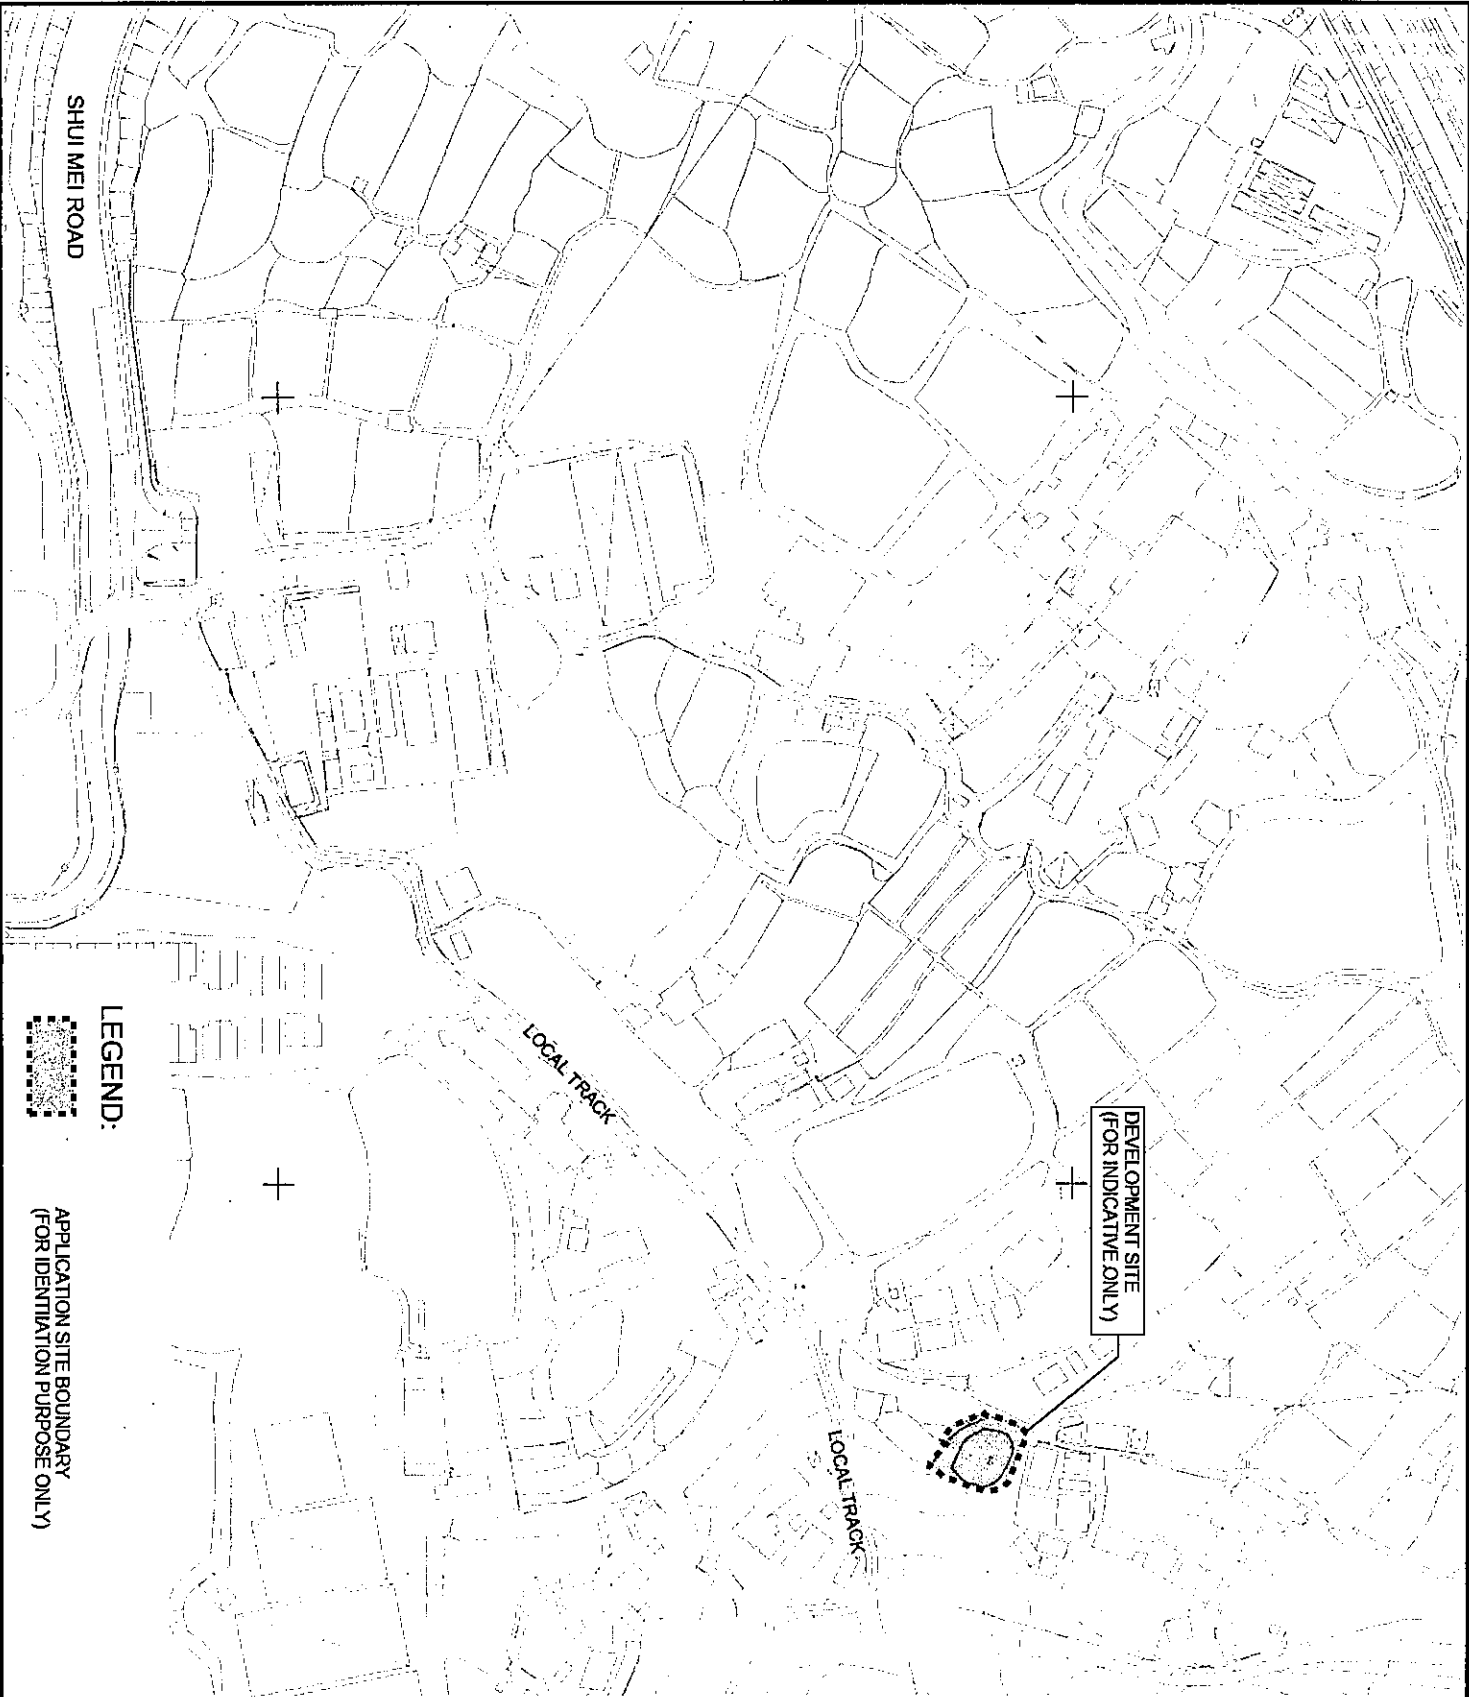 DEVELOPMENT SITE
(FOR INDICATIVE ONLY)
LOCAL TRACK
LOCAL TRACK
SHUI MEI ROAD
LEGEND:
APPLICATION SITE BOUNDARY
(FOR IDENTIIATION PURPOSE ONLY)